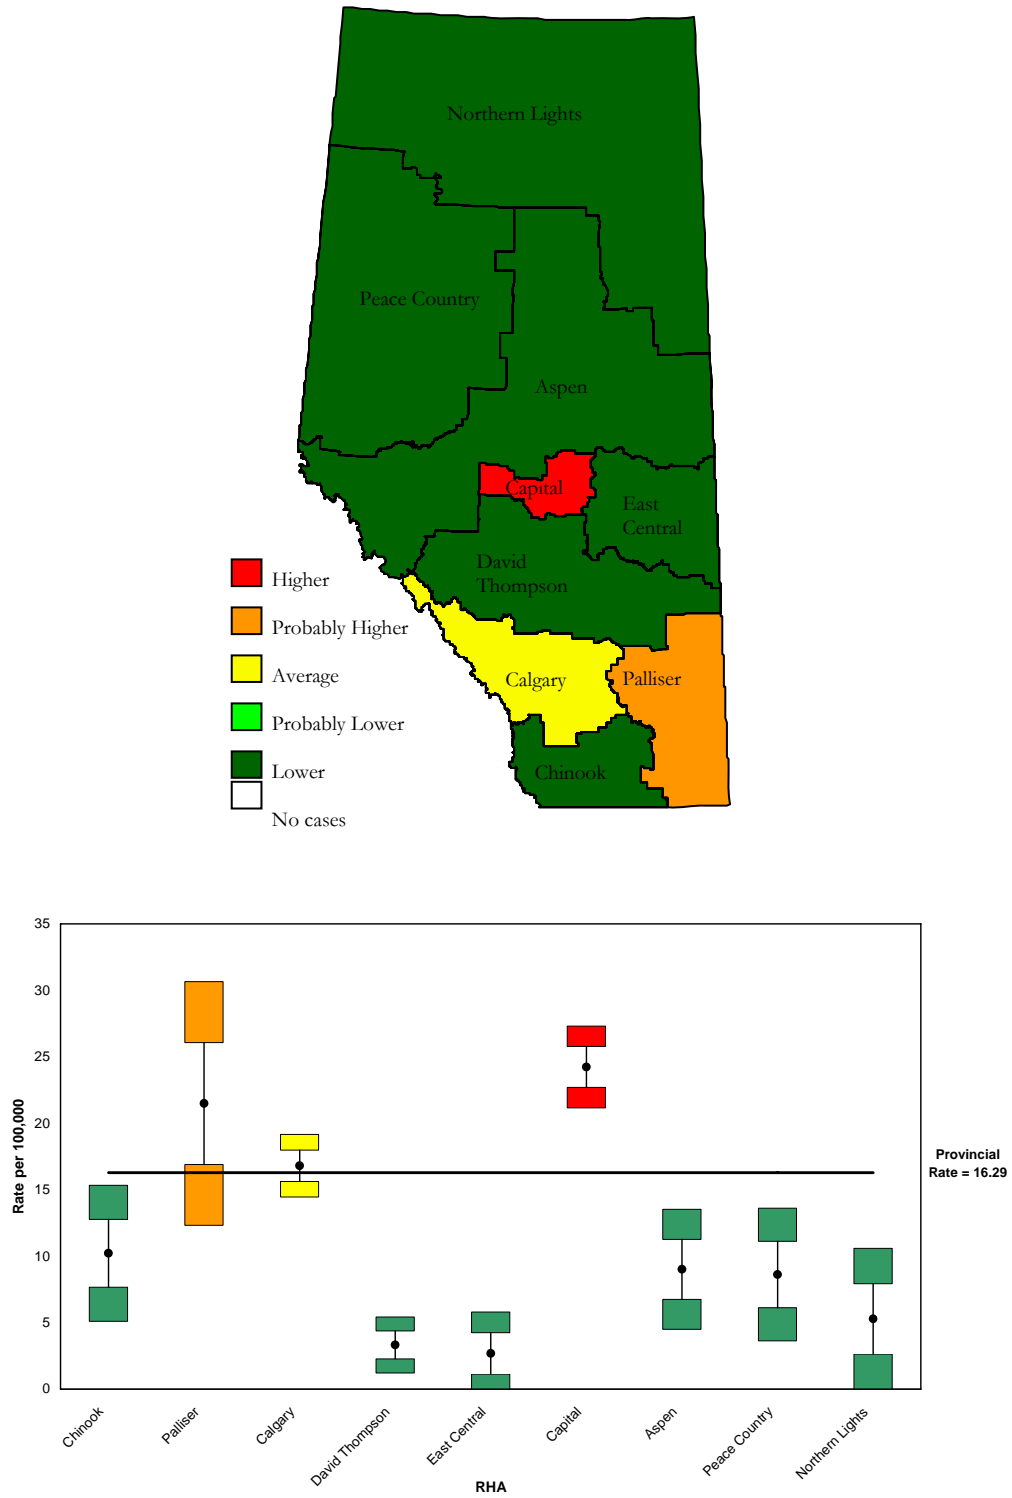 Northern Lights
Peace Country
Aspen
Capital
East
Central
David
Thompson
Calgary
Palliser
Chinook
Higher
Probably Higher
Average
Probably Lower
Lower
No cases
35
30
25
20
15
10
5
0
Rate per 100,000
Provincial
Rate = 16.29
Chinook
Palliser
Calgary
David Thompson
East Central
Capital
Aspen
Peace Country
Northern Lights
RHA